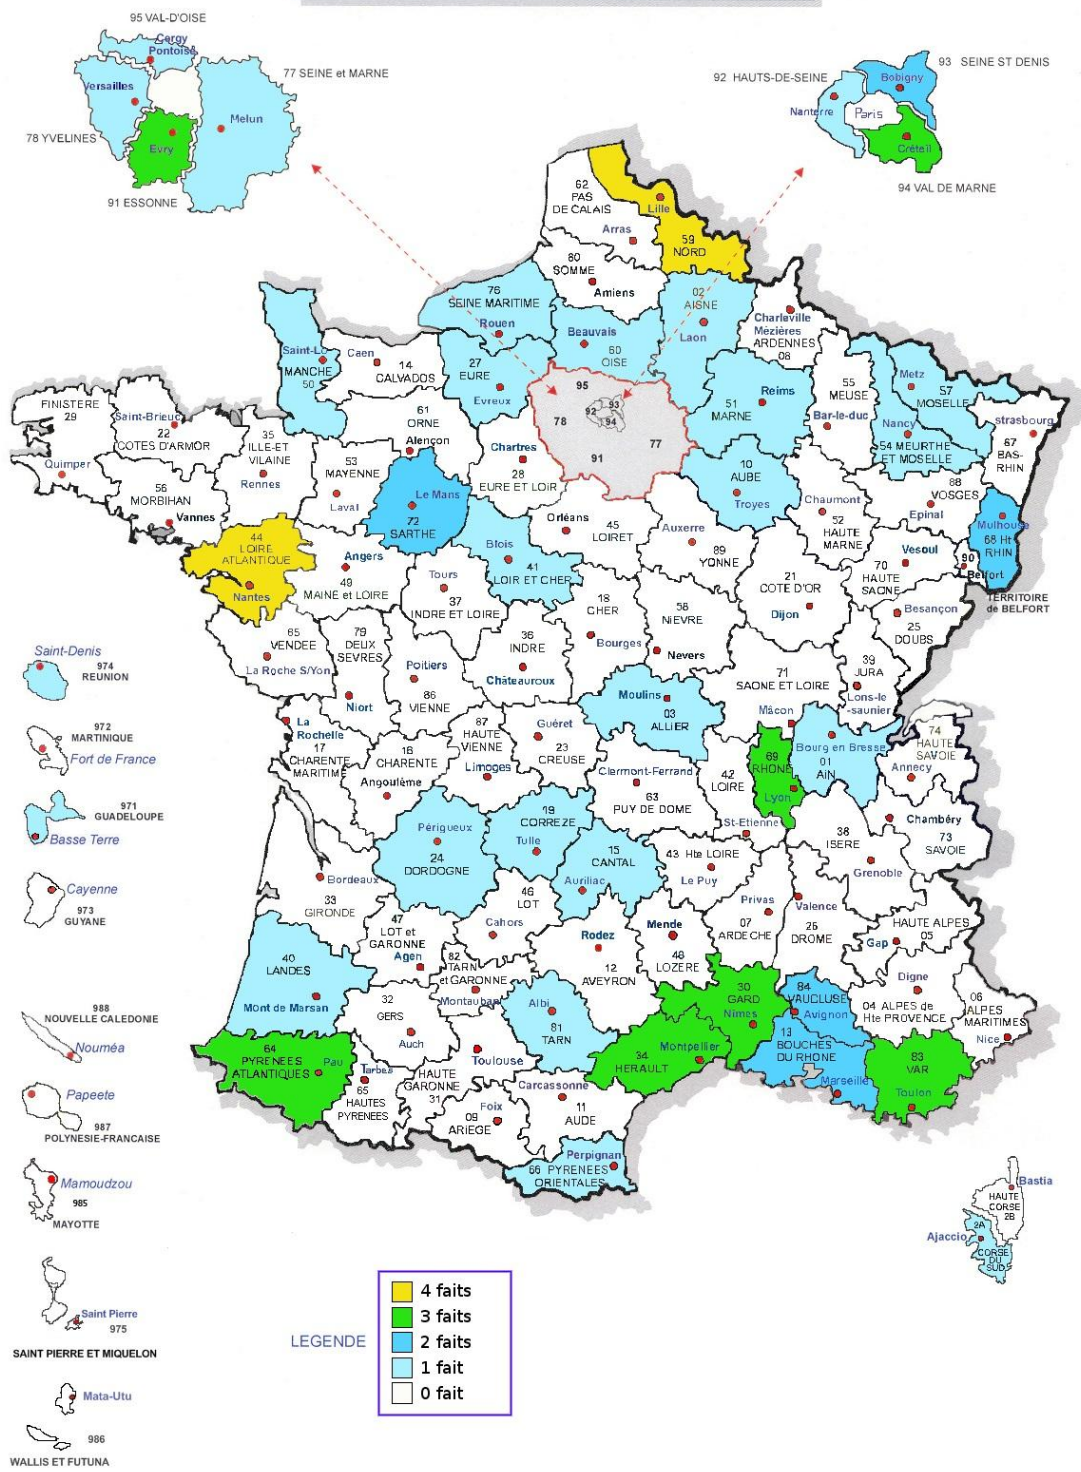 95 VAL-D'OISE
Cergy
Pontoise
77 SEINE et MARNE
Versailles
Melun
78 YVELINES
Evry
91 ESSONNE
93 SEINE ST DENIS
92 HAUTS-DE-SEINE
Bobigny
Nanterre
Paris
Créteil
94 VAL DE MARNE
62
PAS
DE CALAIS
Lille
Arras
59
NORD
80
SOMME
Amiens
76
SEINE MARITIME
Rouen
02
AISNE
Laon
Beauvais
60
OISE
Charleville
Mézières
ARDENNES
08
Saint-Lo
MANCHE
50
Caen
14
CALVADOS
27
EURE
Evreux
95
93
92
94
78
77
91
51
MARNE
Reims
55
MEUSE
Bar-le-duc
Metz
57
MOSELLE
Nancy
54 MEURTHE
ET MOSELLE
strasbourg
67
BAS-
RHIN
FINISTERE
29
Quimper
Saint-Brieuc
22
COTES D'ARMOR
35
ILLE-ET
VILAINE
Rennes
56
MORBIHAN
Vannes
61
ORNE
Alençon
53
MAYENNE
Laval
Le Mans
72
SARTHE
Chartres
28
EURE ET LOIR
10
AUBE
Troyes
Chaumont
52
HAUTE
MARNE
88
VOSGES
Epinal
Mulhouse
68 Ht
RHIN
44
LOIRE
ATLANTIQUE
Nantes
Angers
49
MAINE et LOIRE
Blois
41
LOIR ET CHER
Orléans
45
LOIRET
Auxerre
89
YONNE
21
COTE D'OR
Dijon
Vesoul
70
HAUTE
SAONE
90
Belfort
TERRITOIRE
de BELFORT
Tours
37
INDRE ET LOIRE
18
CHER
Bourges
58
NIEVRE
Nevers
Besançon
25
DOUBS
65
VENDEE
La Roche S/Yon
79
DEUX
SEVRES
Niort
Poitiers
86
VIENNE
36
INDRE
Châteauroux
71
SAONE ET LOIRE
Mâcon
39
JURA
Lons-le
-saunier
Moulins
03
ALLIER
La
Rochelle
17
CHARENTE
MARITIME
16
CHARENTE
Angoulême
87
HAUTE
VIENNE
Limoges
Guéret
23
CREUSE
Clermont-Ferrand
63
PUY DE DOME
42
LOIRE
St-Etienne
69
RHONE
Lyon
Bourg en Bresse
01
AIN
74
HAUTE
SAVOIE
Annecy
Chambéry
73
SAVOIE
Périgueux
24
DORDOGNE
19
CORREZE
Tulle
15
CANTAL
Auriliac
43 Hte LOIRE
Le Puy
38
ISERE
Grenoble
Bordeaux
33
GIRONDE
47
LOT et
GARONNE
Agen
46
LOT
Cahors
Rodez
12
AVEYRON
Mende
48
LOZERE
Privas
07
ARDECHE
Valence
26
DROME
HAUTE ALPES
05
Gap
40
LANDES
Mont de Marsan
82
TARN
et GARONNE
Montauban
32
GERS
Auch
Albi
81
TARN
30
GARD
Nimes
84
VAUCLUSE
Avignon
Digne
04 ALPES de
Hte PROVENCE
06
ALPES
MARITIMES
Nice
64
PYRENEES
ATLANTIQUES
Pau
Tarbes
65
HAUTES
PYRENEES
Toulouse
HAUTE
GARONNE
31
34
HERAULT
Montpellier
13
BOUCHES
DU RHONE
Marseille
83
VAR
Toulon
Foix
09
ARIEGE
Carcassonne
11
AUDE
Perpignan
66 PYRENEES
ORIENTALES
Bastia
HAUTE
CORSE
2B
Ajaccio
2A
CORSE
DU
SUD
Saint-Denis
974
REUNION
972
MARTINIQUE
Fort de France
971
GUADELOUPE
Basse Terre
Cayenne
973
GUYANE
988
NOUVELLE CALEDONIE
Nouméa
Papeete
987
POLYNESIE-FRANCAISE
Mamoudzou
985
MAYOTTE
Saint Pierre
975
SAINT PIERRE ET MIQUELON
Mata-Utu
986
WALLIS ET FUTUNA
LEGENDE
4 faits
3 faits
2 faits
1 fait
0 fait